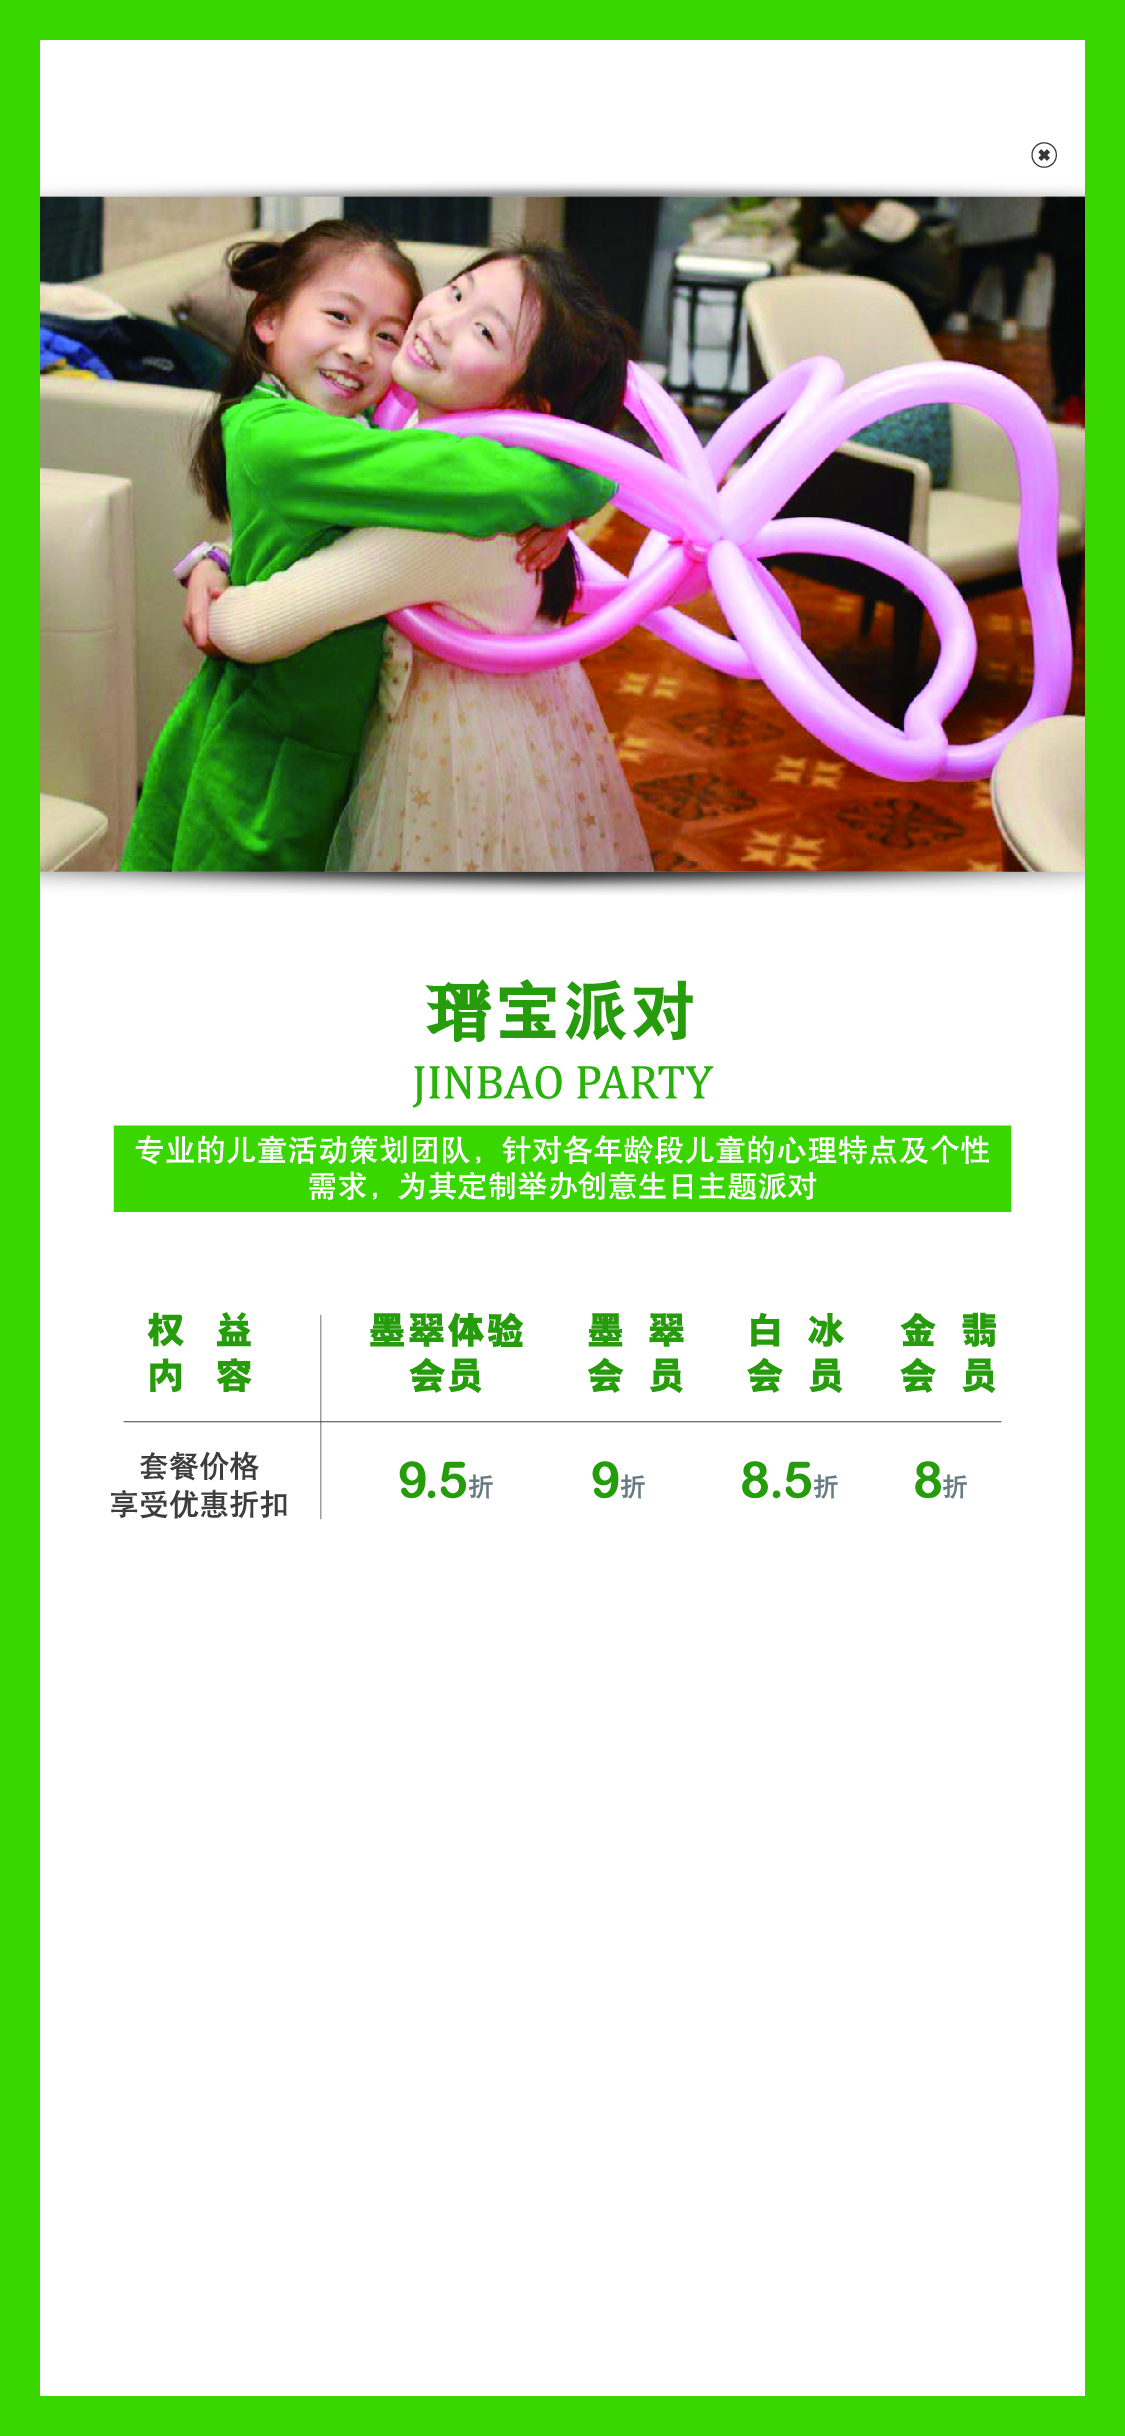 瑨宝派对
JINBAO PARTY
专业的儿童活动策划团队，针对各年龄段儿童的心理特点及个性
需求，为其定制举办创意生日主题派对
权 益 内 容
墨翠体验 会员
墨 翠 会 员
白 冰 会 员
金 翡 会 员
套餐价格
享受优惠折扣
9.5折 9折 8.5折 8折